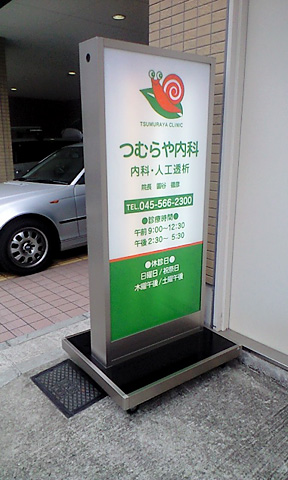 TSUMURAYA CLINIC
つむらや内科
内科・人工透析
院長
TEL 045-566-2300
●診療時間●
午前 9:00～12:30
午後 2:30～ 5:30
●休診日●
日曜日/祝祭日
木曜午後/土曜午後